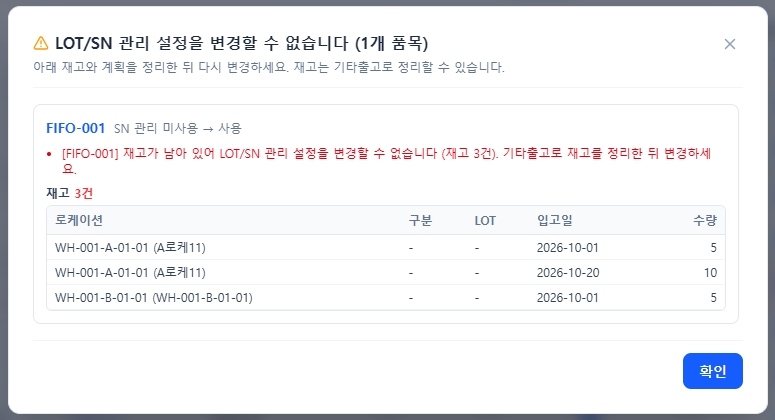 LOT/SN 관리 설정을 변경할 수 없습니다 (1개 품목)
아래 재고와 계획을 정리한 뒤 다시 변경하세요. 재고는 기타출고로 정리할 수 있습니다.
FIFO-001 SN 관리 미사용 → 사용
• [FIFO-001] 재고가 남아 있어 LOT/SN 관리 설정을 변경할 수 없습니다 (재고 3건). 기타출고로 재고를 정리한 뒤 변경하세
요.
재고 3건
로케이션 구분 LOT 입고일 수량
WH-001-A-01-01 (A로케11) - - 2026-10-01 5
WH-001-A-01-01 (A로케11) - - 2026-10-20 10
WH-001-B-01-01 (WH-001-B-01-01) - - 2026-10-01 5
확인